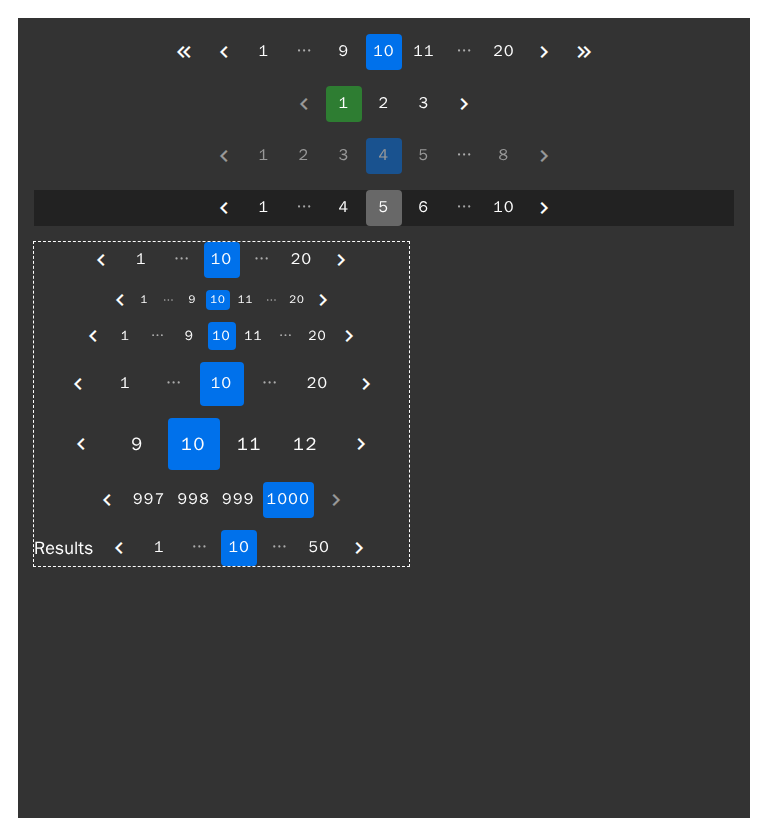 « ‹ 1 ... 9 10 11 ... 20 › »
‹ 1 2 3 ›
‹ 1 2 3 4 5 ... 8 ›
‹ 1 ... 4 5 6 ... 10 ›
‹ 1 ... 10 ... 20 ›
‹ 1 ... 9 10 11 ... 20 ›
‹ 1 ... 9 10 11 ... 20 ›
‹ 1 ... 10 ... 20 ›
‹ 9 10 11 12 ›
‹ 997 998 999 1000 ›
Results ‹ 1 ... 10 ... 50 ›